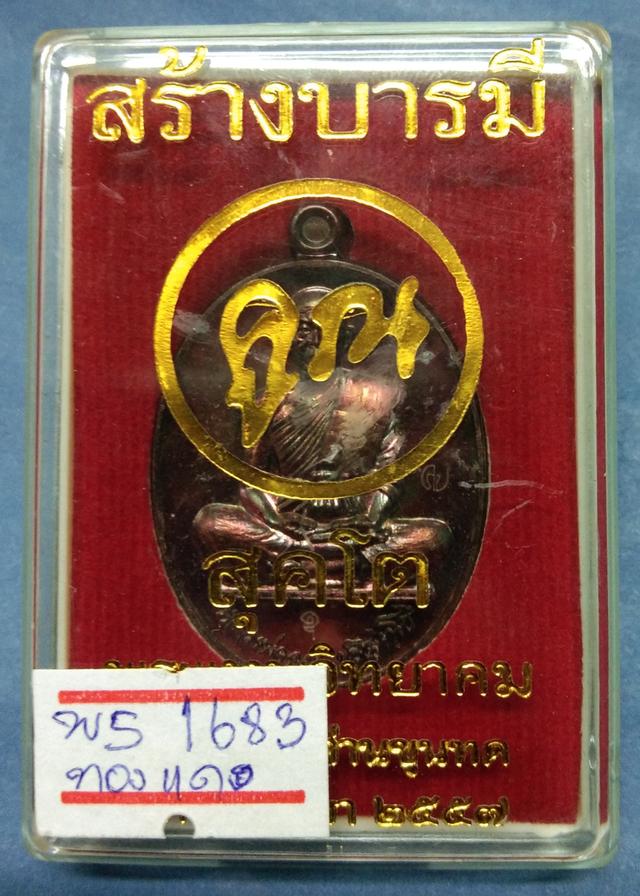 สร้างบารมี
คูณ
สุคโต
วิทยาคม
ด่านขุนทด
๒๕๕๗
พร 1683
ทองแดง